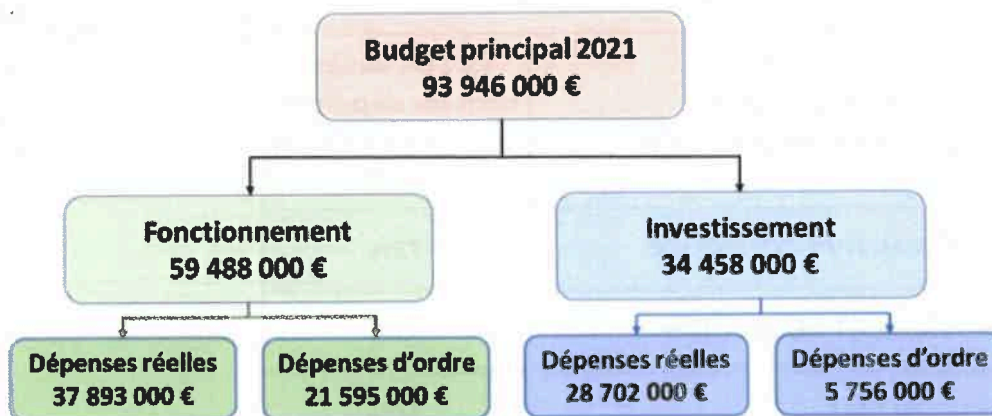 Budget principal 2021
93 946 000 €
Fonctionnement
59 488 000 €
Investissement
34 458 000 €
Dépenses réelles
37 893 000 €
Dépenses d'ordre
21 595 000 €
Dépenses réelles
28 702 000 €
Dépenses d'ordre
5 756 000 €